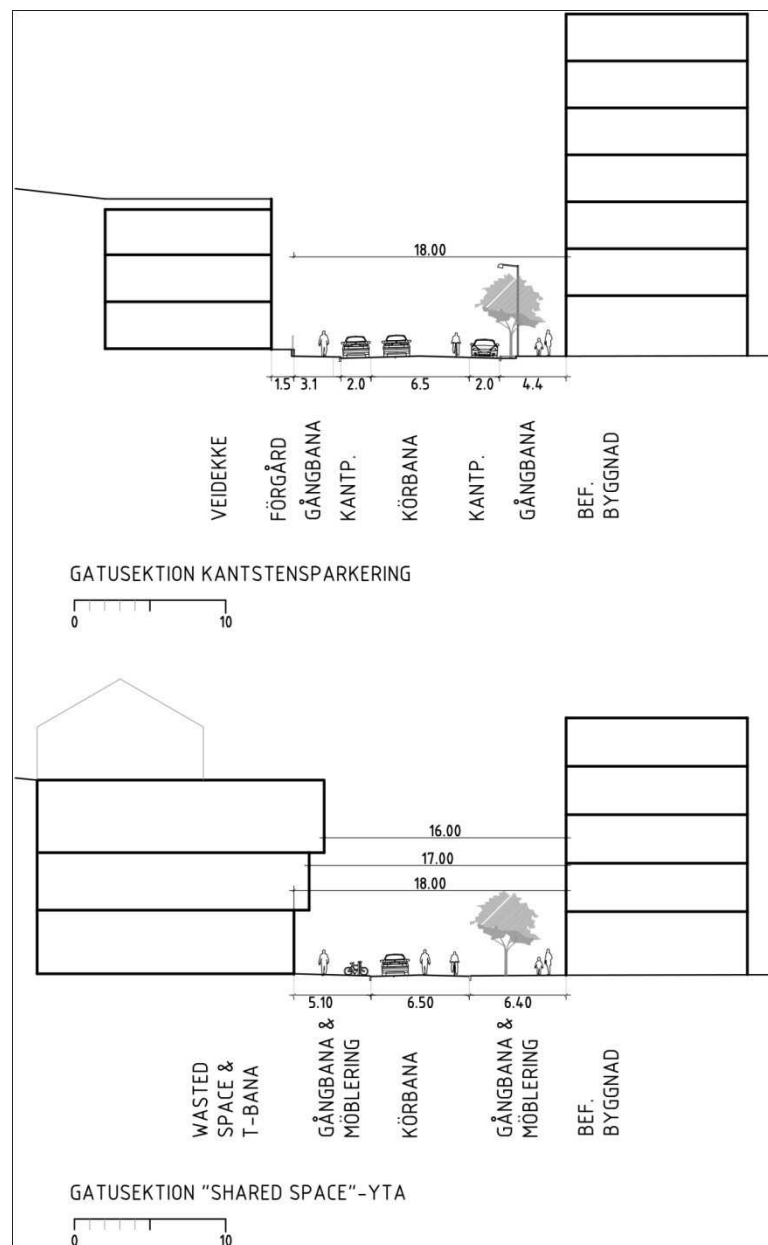 18.00
1.5 3.1 2.0 6.5 2.0 4.4
VEIDEKKE
FÖRGÅRD
GÅNGBANA
KANTP.
KÖRBANA
KANTP.
GÅNGBANA
BEF.
BYGGNAD
GATUSEKTION KANTSTENSPARKERING
0 10
16.00
17.00
18.00
5.10 6.50 6.40
WASTED
SPACE &
T-BANA
GÅNGBANA &
MÖBLERING
KÖRBANA
GÅNGBANA &
MÖBLERING
BEF.
BYGGNAD
GATUSEKTION "SHARED SPACE"-YTA
0 10